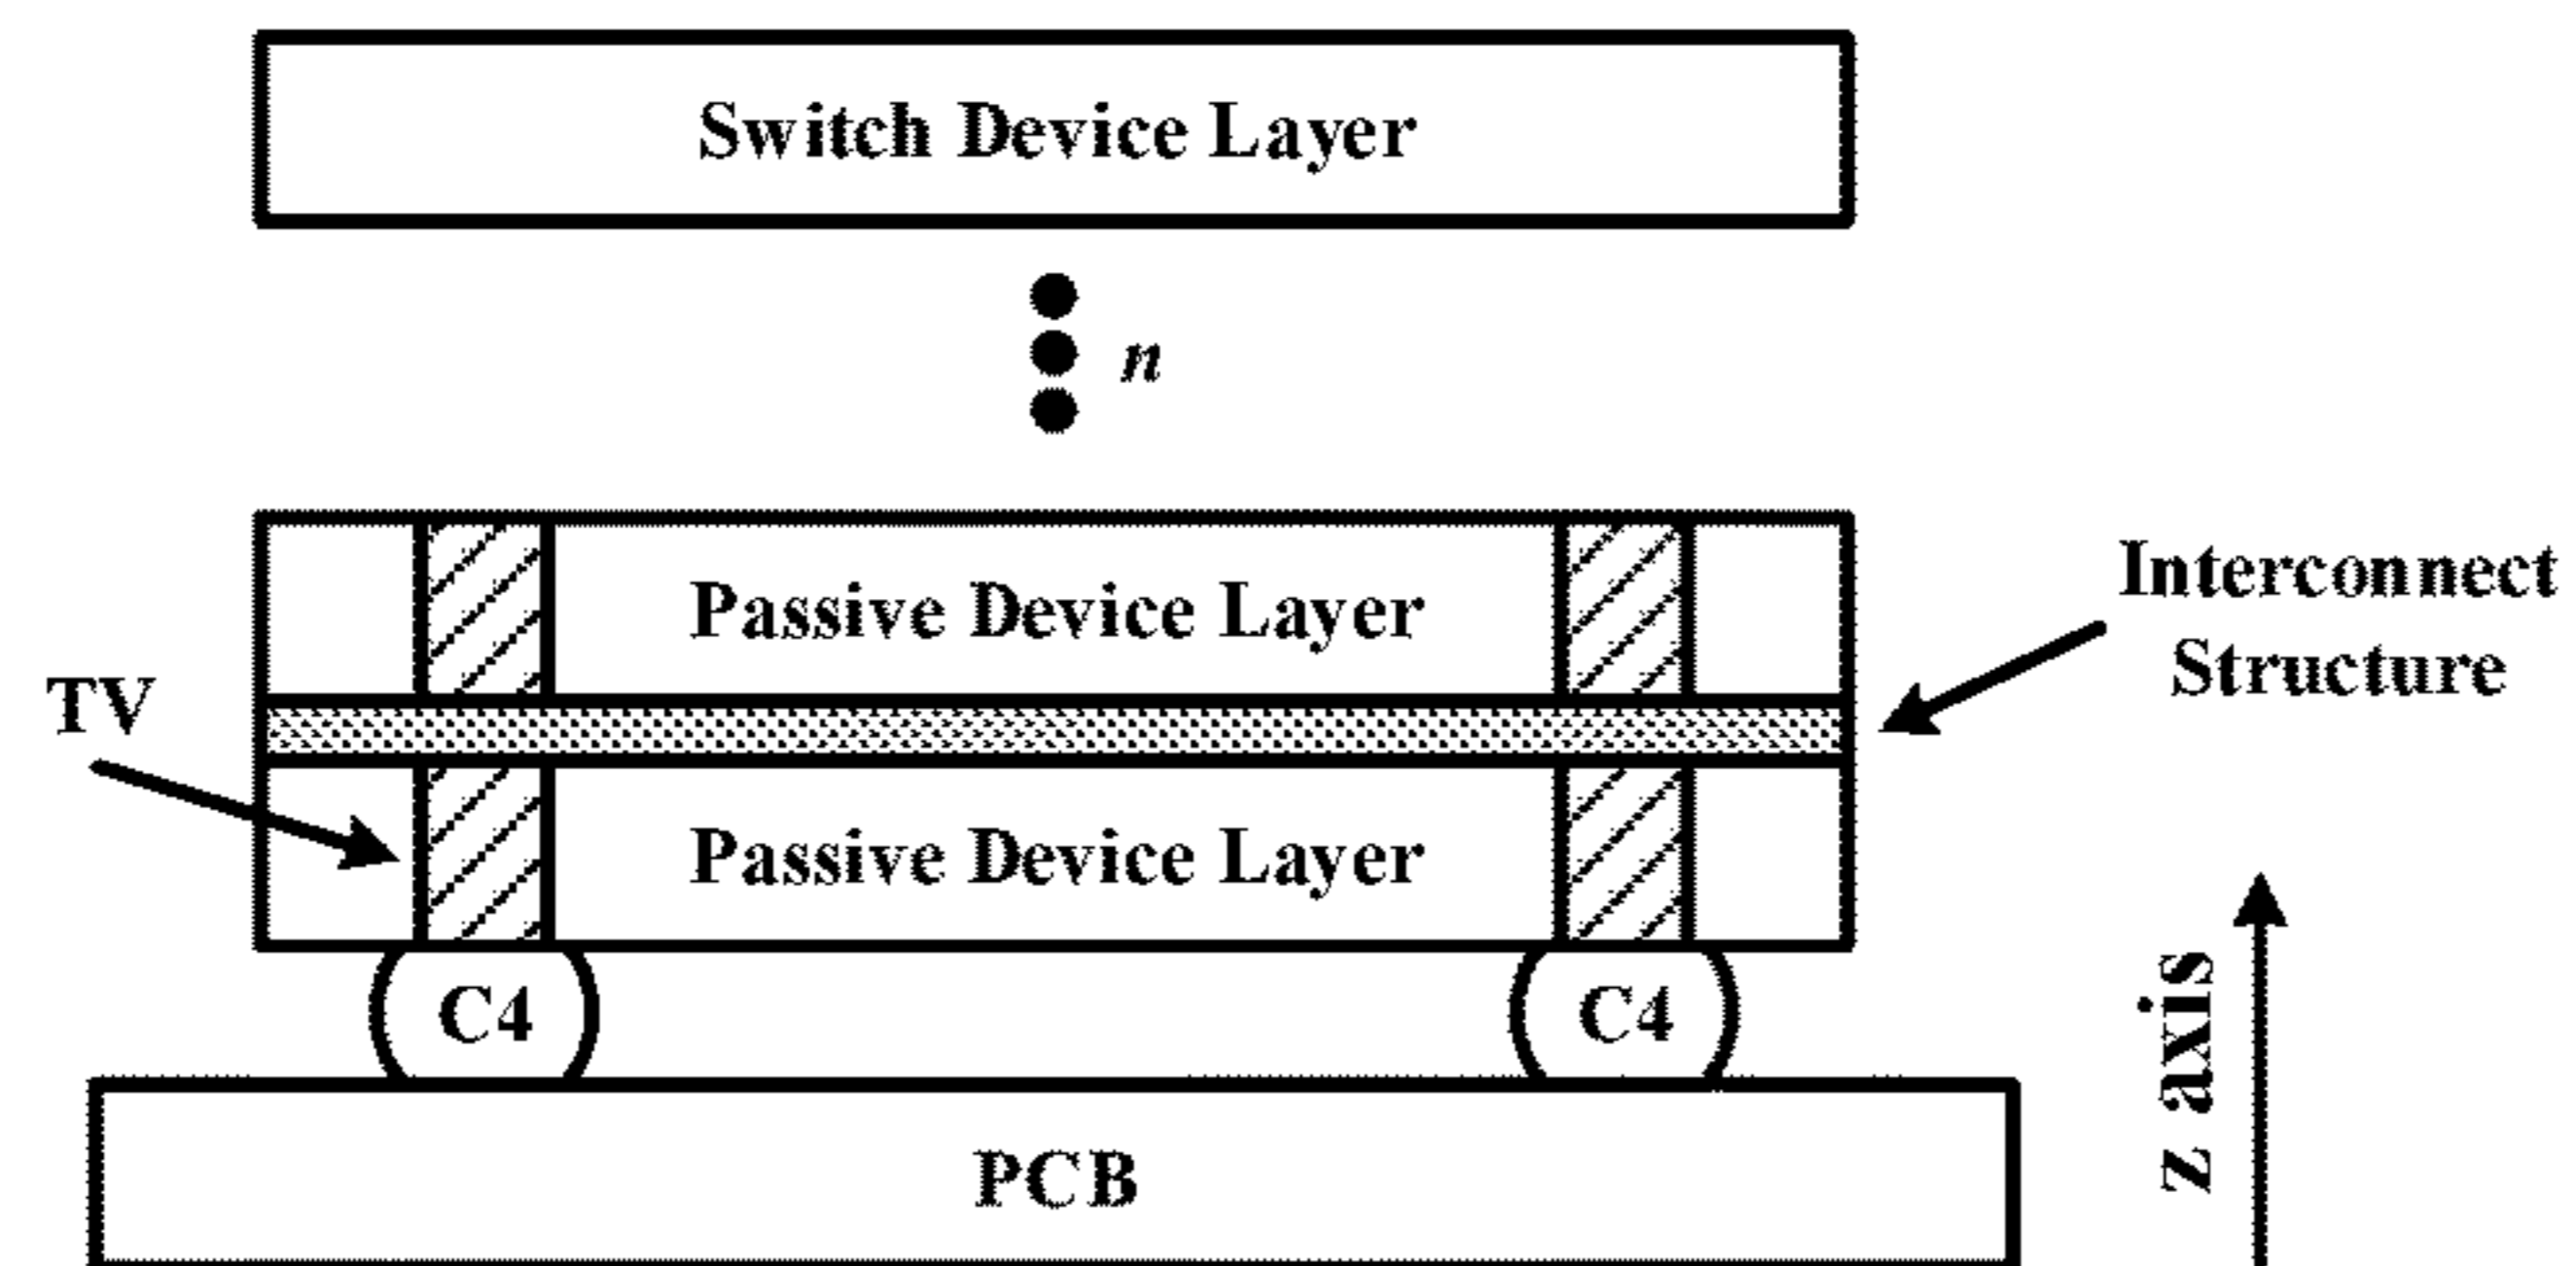 Switch Device Layer
n
Passive Device Layer
Interconnect
Structure
TV
Passive Device Layer
C4
C4
z axis
PCB